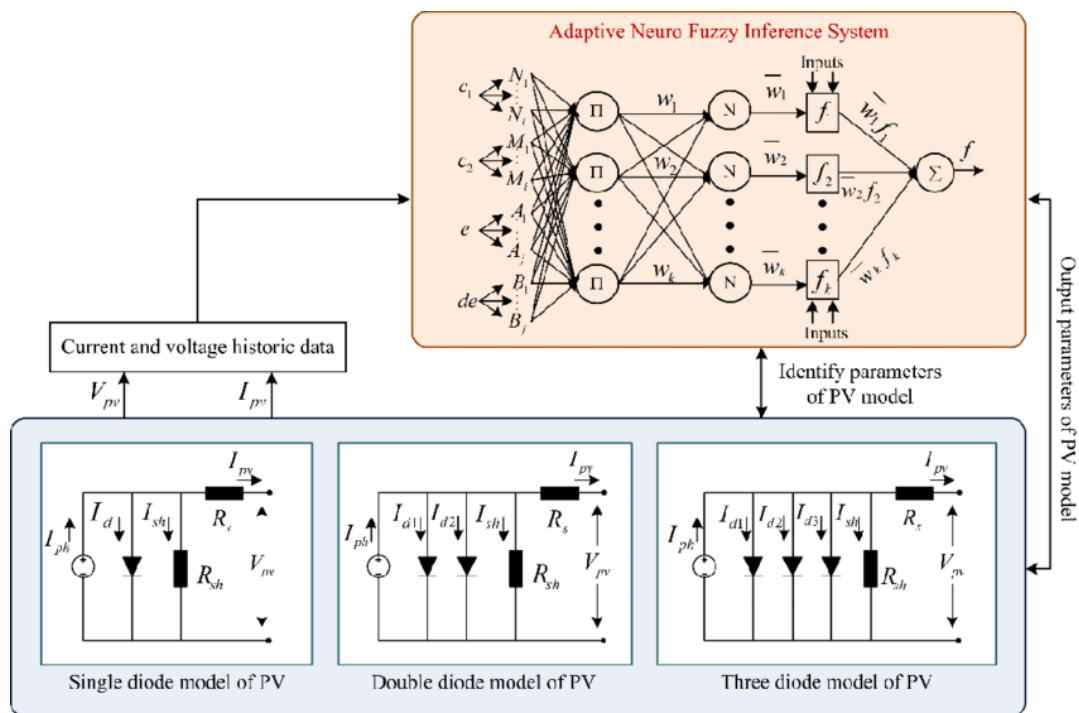 Adaptive Neuro Fuzzy Inference System
Inputs
c1
N1
Ni
c2
M1
Mi
e
A1
Aj
de
B1
Bj
Π
Π
Π
w1
w2
wk
N
N
N
w̅1
w̅2
w̅k
f
f2
fk
Inputs
w̅1f1
w̅2f2
w̅kfk
Σ
f
Current and voltage historic data
Vpv
Ipv
Identify parameters
of PV model
Output parameters of PV model
Iph
Id
Ish
Ipv
Rs
Rsh
Vpv
Single diode model of PV
Iph
Id1
Id2
Ish
Ipv
Rs
Rsh
Vpv
Double diode model of PV
Iph
Id1
Id2
Id3
Ish
Ipv
Rs
Rsh
Vpv
Three diode model of PV